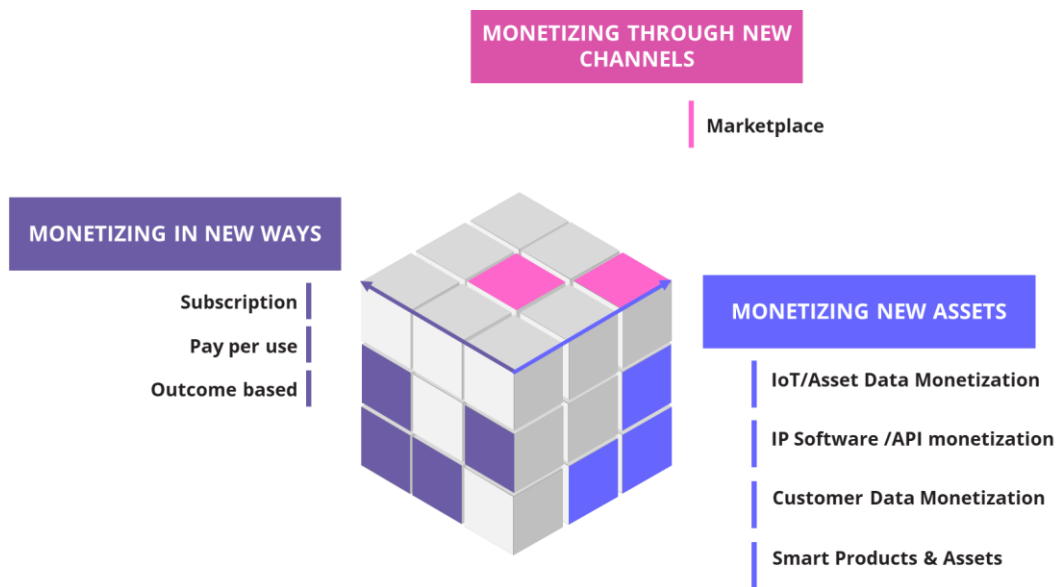 MONETIZING THROUGH NEW
CHANNELS
Marketplace
MONETIZING IN NEW WAYS
Subscription
Pay per use
Outcome based
MONETIZING NEW ASSETS
IoT/Asset Data Monetization
IP Software /API monetization
Customer Data Monetization
Smart Products & Assets